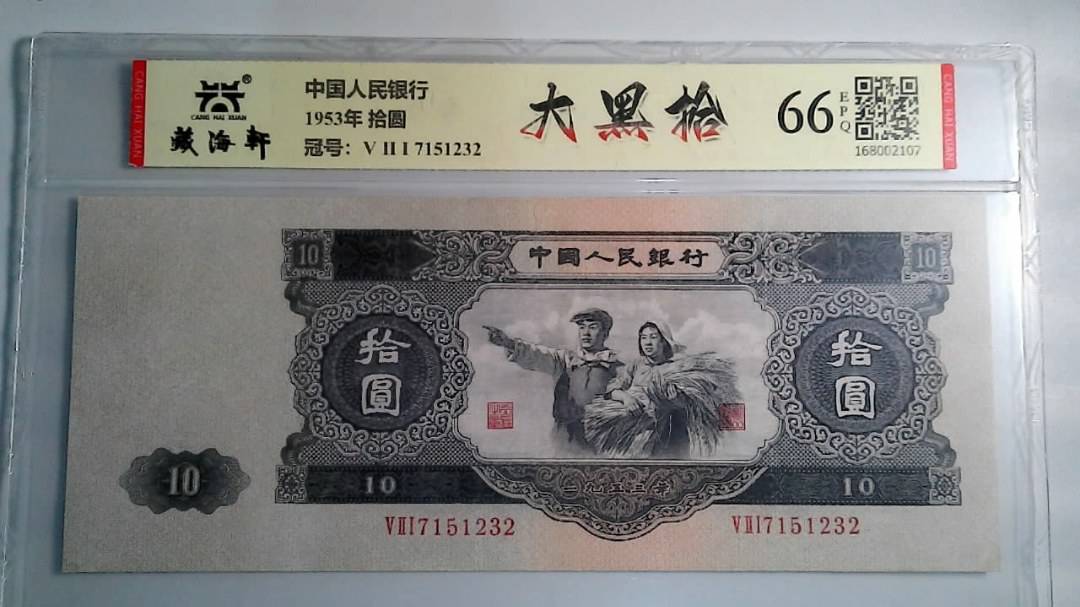 CANG HAI XUAN
®
CANG HAI XUAN
藏海軒
中国人民银行
1953年 拾圆
冠号：V II I 7151232
大黑拾
66
EPQ
168002107
CANG HAI XUAN
10
中國人民銀行
10
拾圓
拾圓
10
10
二九五三年
10
VIII7151232
VIII7151232